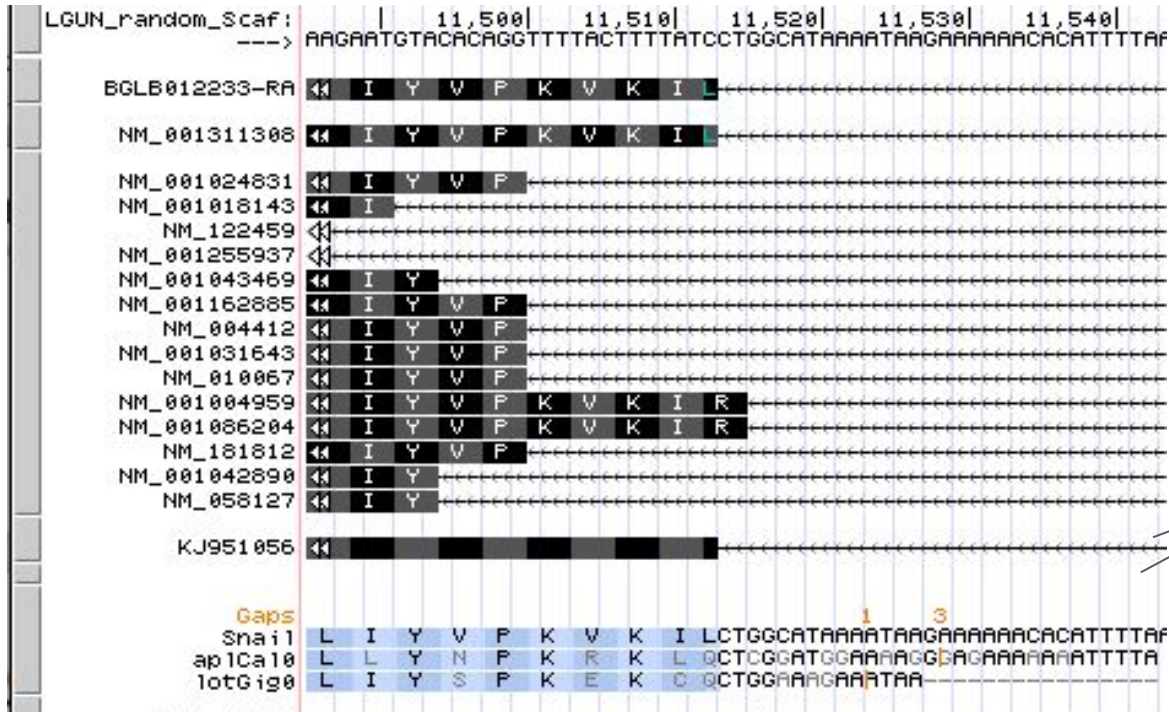 LGUN_random_Scaf: | 11,500| 11,510| 11,520| 11,530| 11,540|
---> AAGAATGTACACAGGTTTTACTTTTATCCTGGCATAAAATAAGAAAAAACACATTTTAA
BGLB012233-RA I Y V P K V K I L
NM_001311308 I Y V P K V K I L
NM_001024831 I Y V P
NM_001018143 I
NM_122459
NM_001255937
NM_001043469 I Y
NM_001162885 I Y V P
NM_004412 I Y V P
NM_001031643 I Y V P
NM_010067 I Y V P
NM_001004959 I Y V P K V K I R
NM_001086204 I Y V P K V K I R
NM_181812 I Y V P
NM_001042890 I Y
NM_058127 I Y
KJ951056
Gaps 1 3
Snail L I Y V P K V K I LCTGGCATAAAATAAGAAAAAACACATTTTAA
aplCal0 L L Y N P K R K L QCTCGGATGGAAAAGGGAGAAAAAAATTTTA
lotGig0 L I Y S P K E K C QCTGGAAAGAAATAA----------------